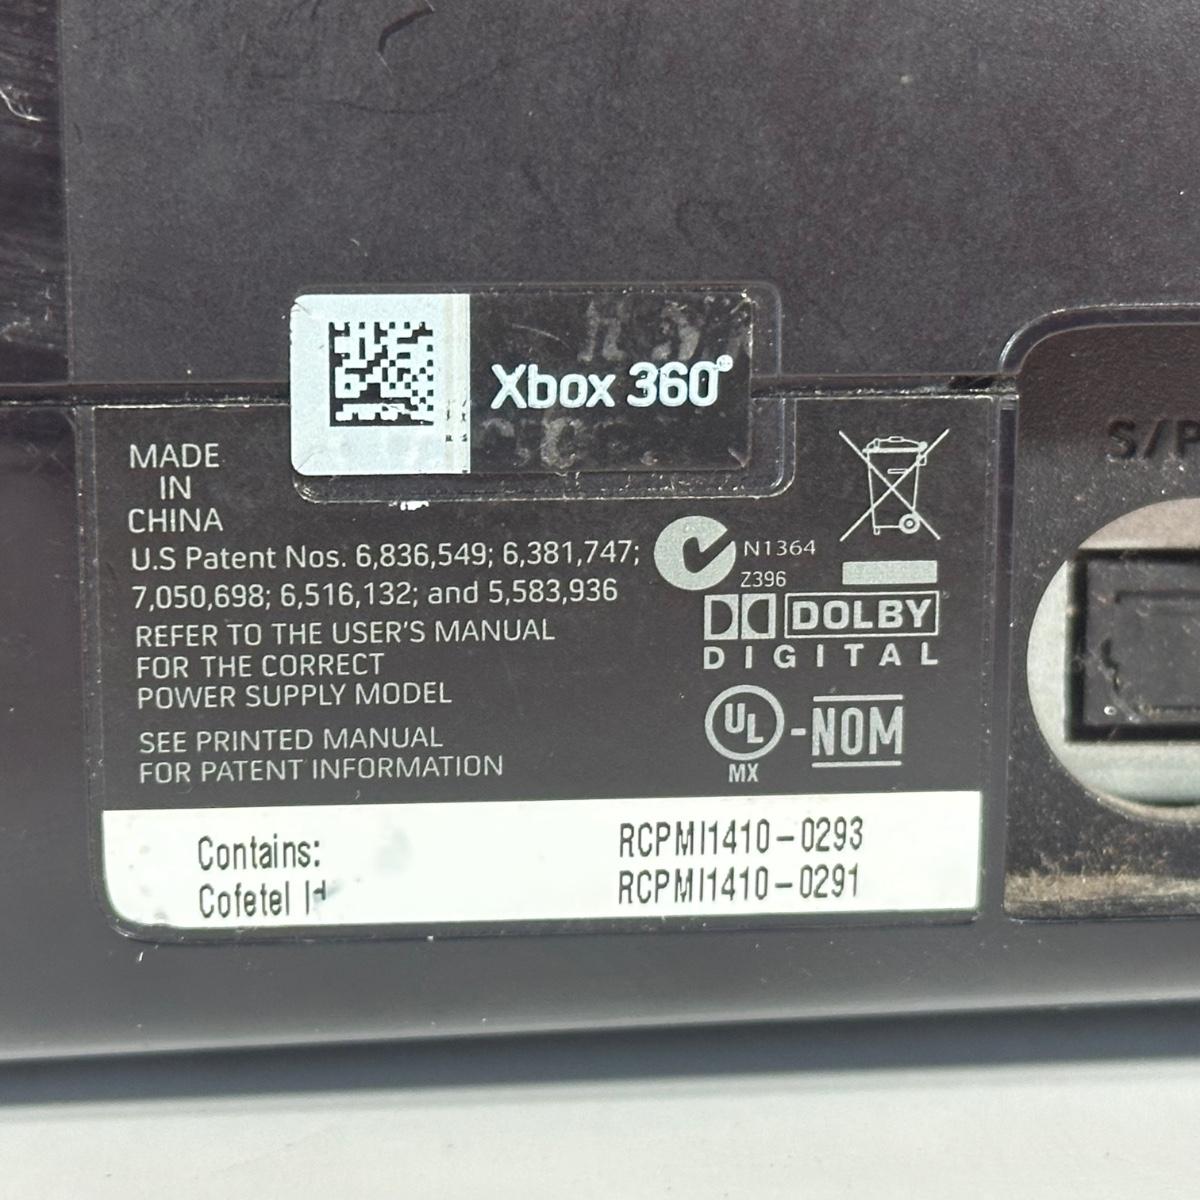 Xbox 360
MADE
IN
CHINA
U.S Patent Nos. 6,836,549; 6,381,747;
7,050,698; 6,516,132; and 5,583,936
REFER TO THE USER'S MANUAL
FOR THE CORRECT
POWER SUPPLY MODEL
SEE PRINTED MANUAL
FOR PATENT INFORMATION
N1364
Z396
DOLBY
DIGITAL
UL
MX
-NOM
Contains: RCPMI1410-0293
Cofetel Id RCPMI1410-0291
S/P